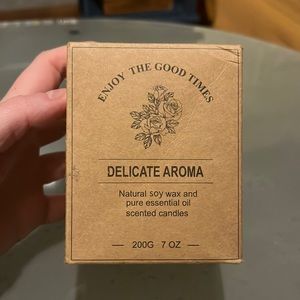 ENJOY THE GOOD TIMES
DELICATE AROMA
Natural soy wax and
pure essential oil
scented candles
200G 7 OZ